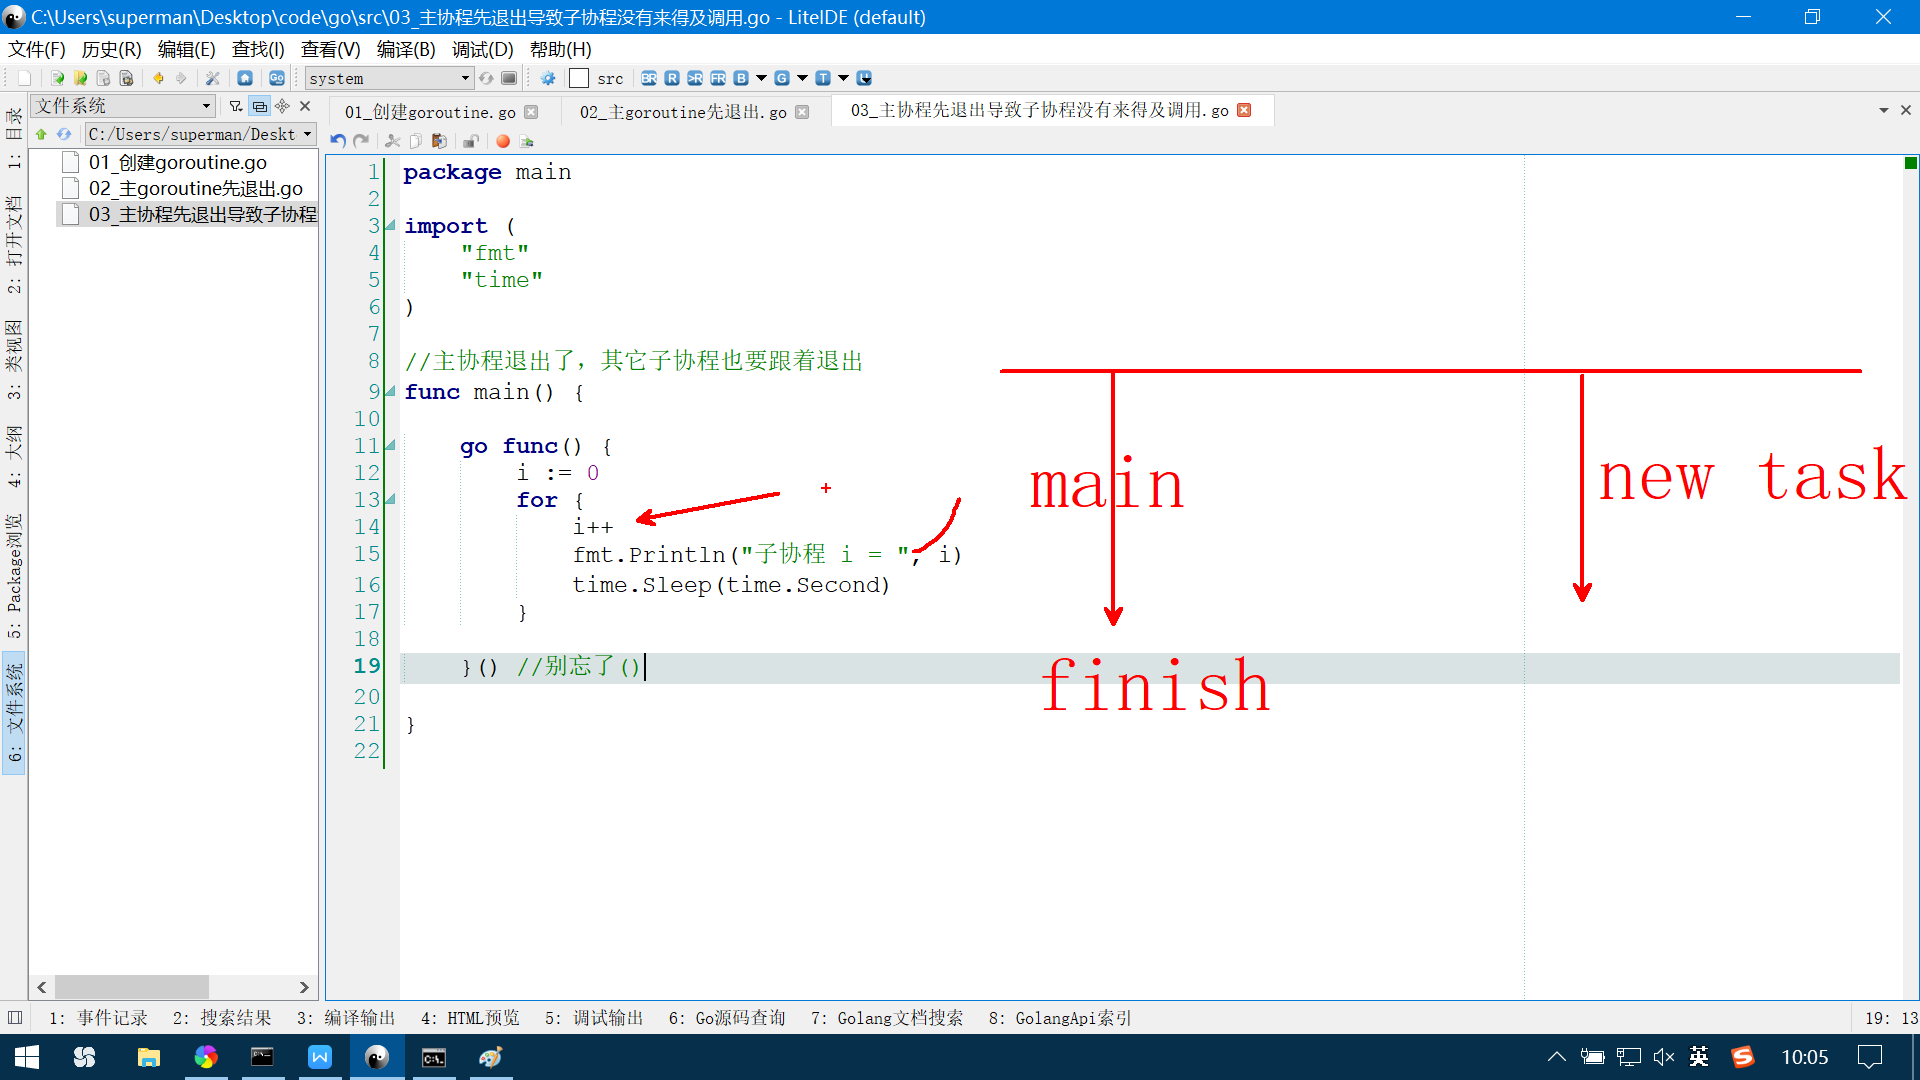 C:\Users\superman\Desktop\code\go\src\03_主协程先退出导致子协程没有来得及调用.go - LiteIDE (default)
文件(F) 历史(R) 编辑(E) 查找(I) 查看(V) 编译(B) 调试(D) 帮助(H)
Go system src BR R >R FR B G T
文件系统
01_创建goroutine.go 02_主goroutine先退出.go 03_主协程先退出导致子协程没有来得及调用.go
C:/Users/superman/Deskt
01_创建goroutine.go
02_主goroutine先退出.go
03_主协程先退出导致子协程
1: 目录
2: 打开文档
3: 类视图
4: 大纲
5: Package浏览
6: 文件系统
1 package main
2
3 import (
4 "fmt"
5 "time"
6 )
7
8 //主协程退出了，其它子协程也要跟着退出
9 func main() {
10
11 go func() {
12 i := 0
13 for {
14 i++
15 fmt.Println("子协程 i = ", i)
16 time.Sleep(time.Second)
17 }
18
19 }() //别忘了()
20
21 }
22
main
new task
finish
1: 事件记录 2: 搜索结果 3: 编译输出 4: HTML预览 5: 调试输出 6: Go源码查询 7: Golang文档搜索 8: GolangApi索引 19: 13
英 10:05